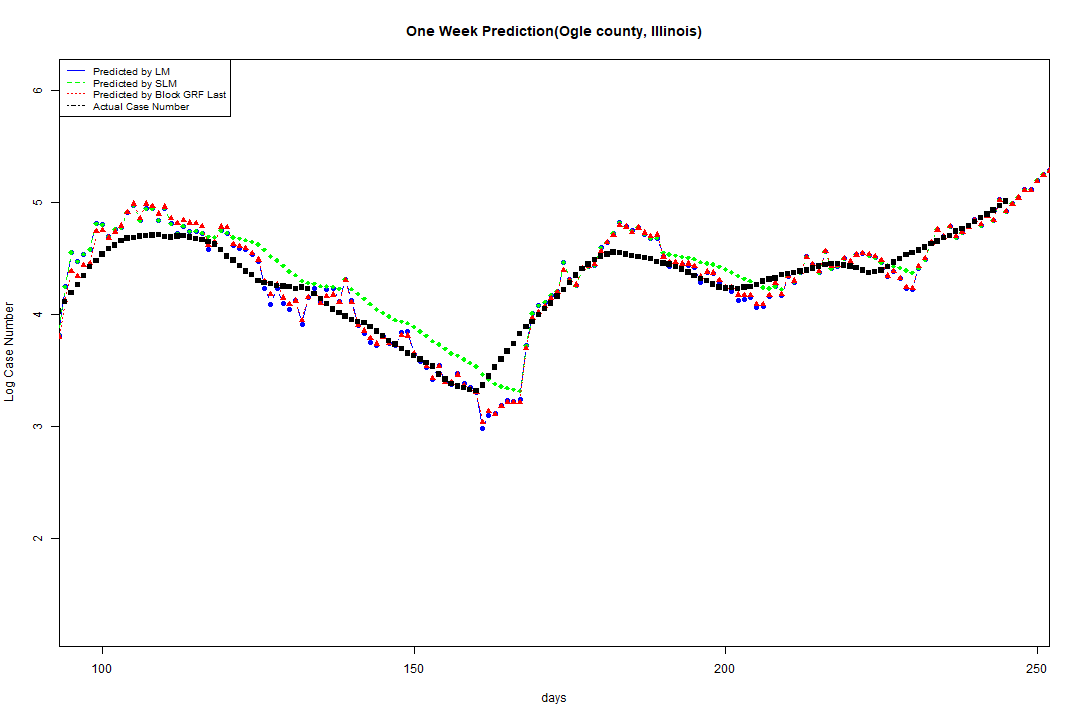 One Week Prediction(Ogle county, Illinois)
Predicted by LM
Predicted by SLM
Predicted by Block GRF Last
Actual Case Number
6
5
4
3
2
Log Case Number
100 150 200 250
days